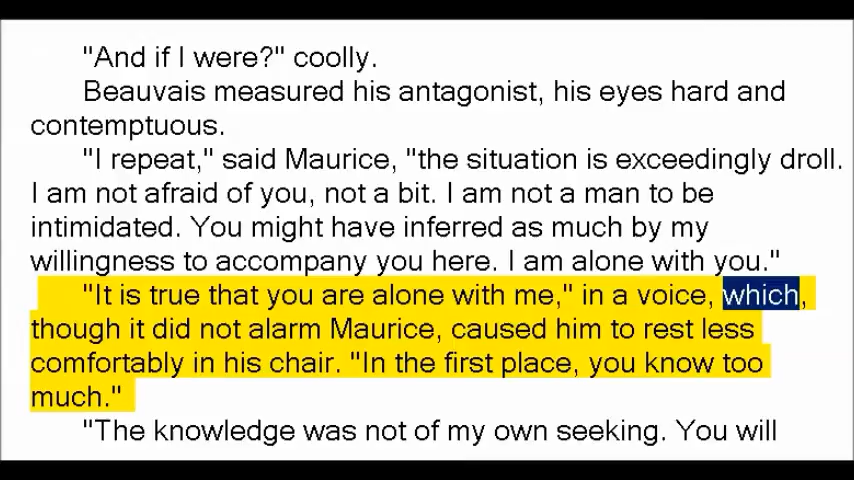 "And if I were?" coolly.
Beauvais measured his antagonist, his eyes hard and
contemptuous.
"I repeat," said Maurice, "the situation is exceedingly droll.
I am not afraid of you, not a bit. I am not a man to be
intimidated. You might have inferred as much by my
willingness to accompany you here. I am alone with you."
"It is true that you are alone with me," in a voice, which,
though it did not alarm Maurice, caused him to rest less
comfortably in his chair. "In the first place, you know too
much."
"The knowledge was not of my own seeking. You will